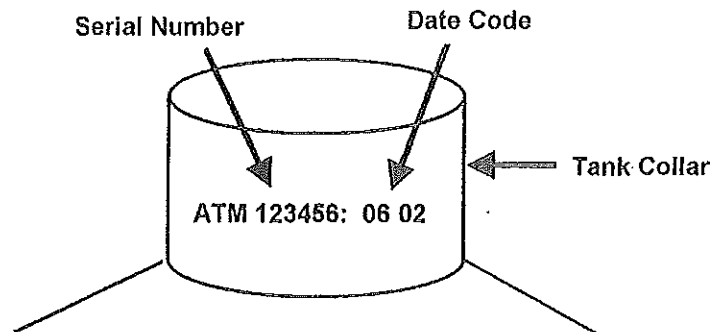 Serial Number
Date Code
Tank Collar
ATM 123456: 06 02